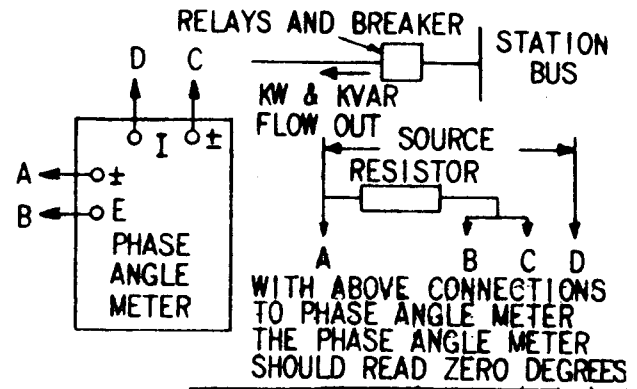 RELAYS AND BREAKER
STATION
BUS
D C
KW & KVAR
FLOW OUT
I ±
A ±
B E
PHASE
ANGLE
METER
SOURCE
RESISTOR
A B C D
WITH ABOVE CONNECTIONS
TO PHASE ANGLE METER
THE PHASE ANGLE METER
SHOULD READ ZERO DEGREES